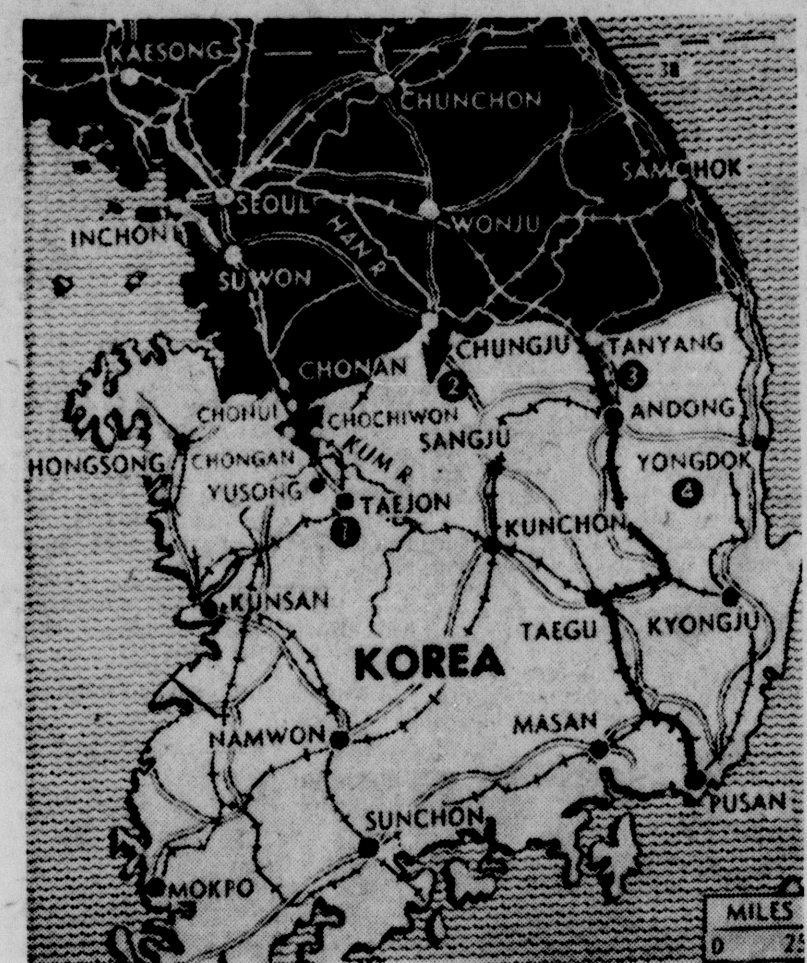 KAESONG
38
CHUNCHON
SAMCHOK
SEOUL
HAN R
WONJU
INCHON
SUWON
CHONAN
CHUNGJU
TANYANG
2
3
CHONUI
CHOCHIWON
ANDONG
SANGJU
HONGSONG
CHONGAN
KUM R
YONGDOK
YUSONG
TAEJON
4
1
KUNCHON
KUNSAN
TAEGU
KYONGJU
KOREA
NAMWON
MASAN
PUSAN
SUNCHON
MOKPO
MILES
0